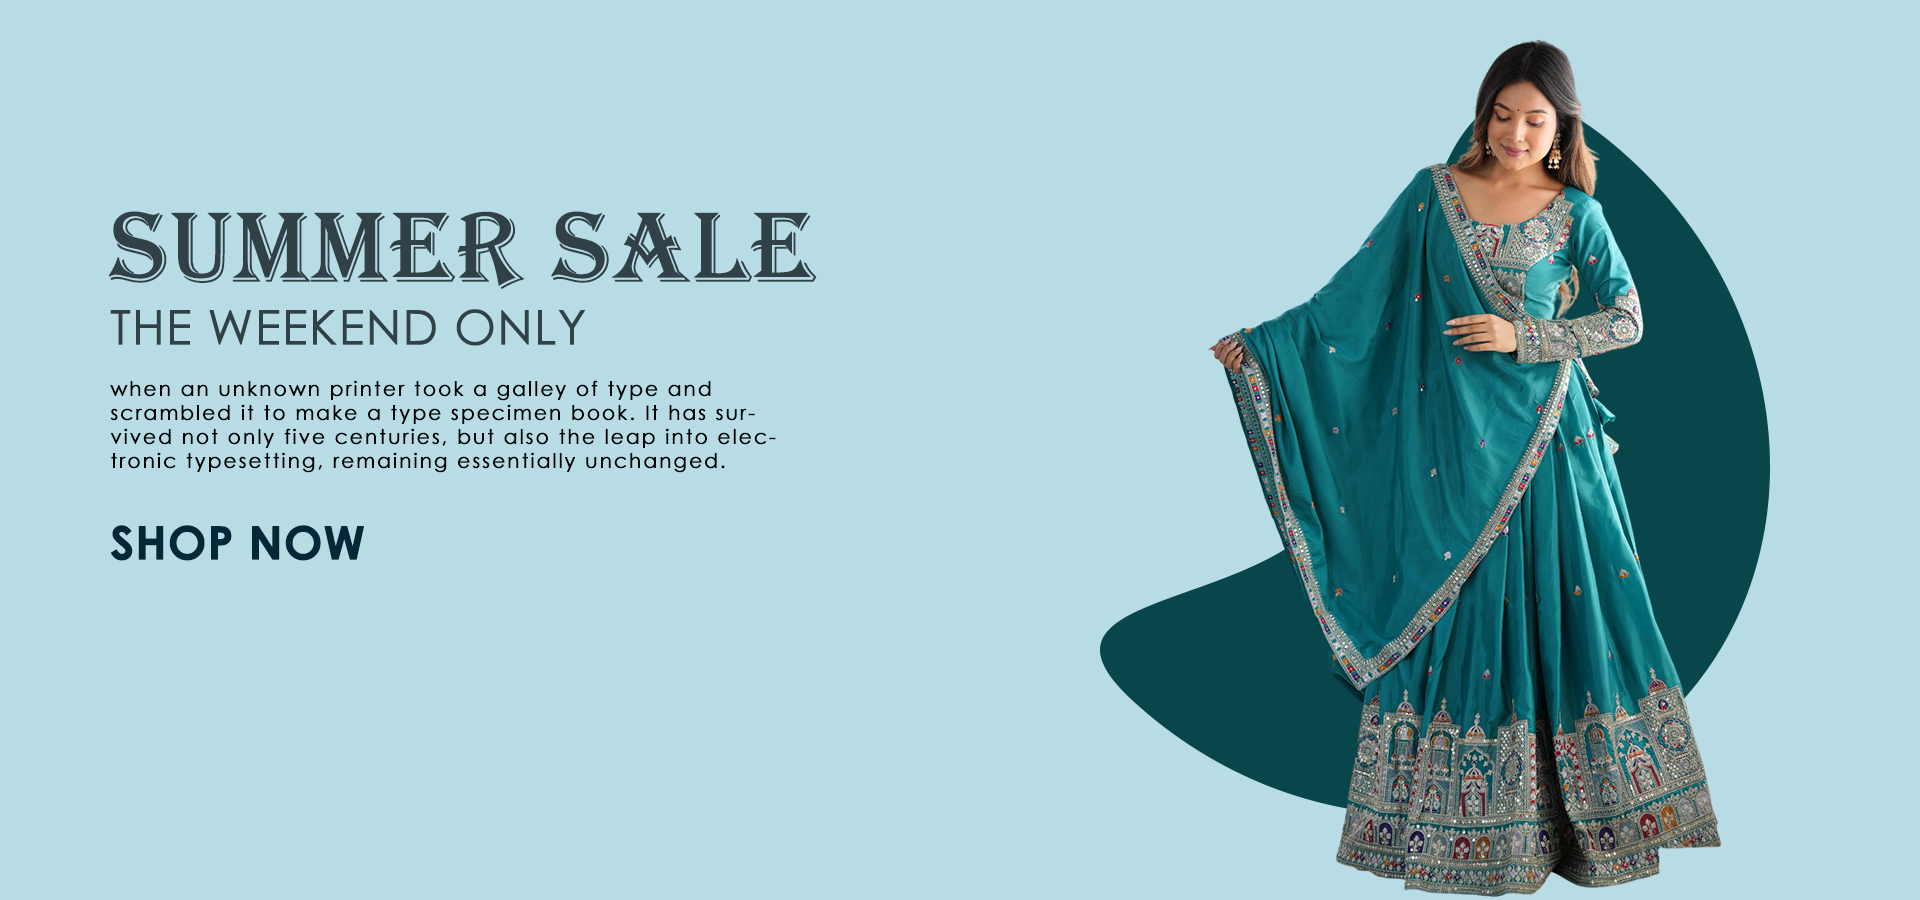 SUMMER SALE
THE WEEKEND ONLY
when an unknown printer took a galley of type and
scrambled it to make a type specimen book. It has sur-
vived not only five centuries, but also the leap into elec-
tronic typesetting, remaining essentially unchanged.
SHOP NOW